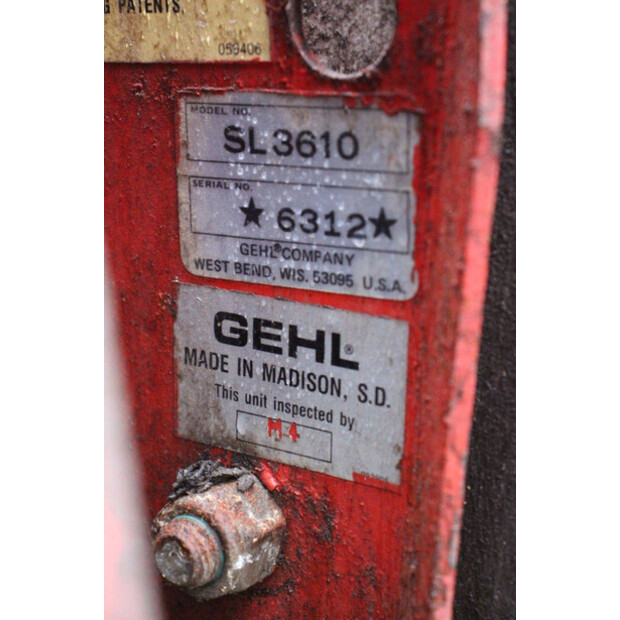 G PATENTS.
059406
MODEL NO.
SL3610
SERIAL NO.
★6312★
GEHL® COMPANY
WEST BEND, WIS. 53095 U.S.A.
GEHL®
MADE IN MADISON, S.D.
This unit inspected by
M-4